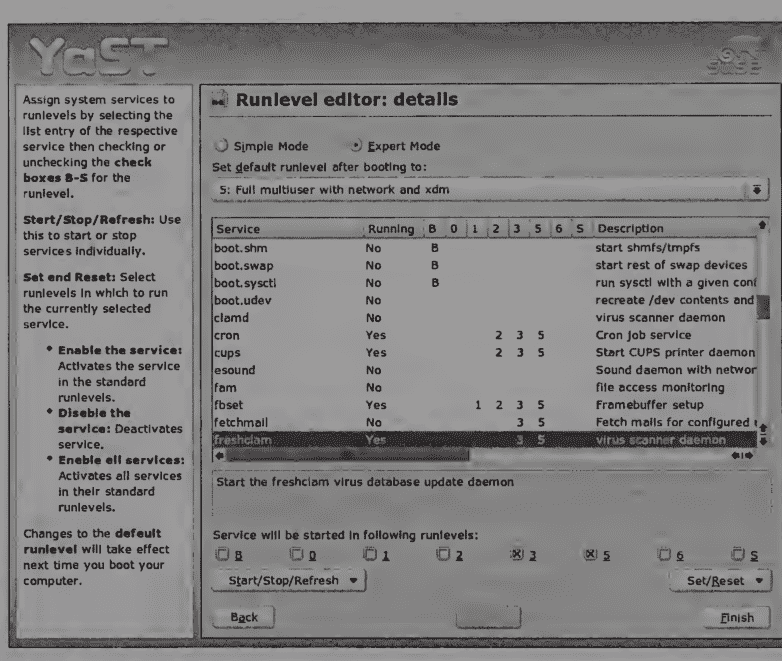 YaST
SUSE
Assign system services to
runlevels by selecting the
list entry of the respective
service then checking or
unchecking the check
boxes B-S for the
runlevel.
Start/Stop/Refresh: Use
this to start or stop
services individually.
Set end Reset: Select
runlevels in which to run
the currently selected
service.
Enable the service:
Activates the service
in the standard
runlevels.
Diseble the
service: Deactivates
service.
Eneble ell services:
Activates all services
in their standard
runlevels.
Changes to the default
runlevel will take effect
next time you boot your
computer.
Runlevel editor: details
Simple Mode Expert Mode
Set default runlevel after booting to:
5: Full multiuser with network and xdm
Service Running B 0 1 2 3 5 6 S Description
boot.shm No B start shmfs/tmpfs
boot.swap No B start rest of swap devices
boot.sysctl No B run sysctl with a given conf
boot.udev No recreate /dev contents and
clamd No virus scanner daemon
cron Yes 2 3 5 Cron job service
cups Yes 2 3 5 Start CUPS printer daemon
esound No Sound daemon with networ
fam No file access monitoring
fbset Yes 1 2 3 5 Framebuffer setup
fetchmail No 3 5 Fetch mails for configured
freshclam Yes 3 5 virus scanner daemon
Start the freshclam virus database update daemon
Service will be started in following runlevels:
B 0 1 2 3 5 6 S
Start/Stop/Refresh Set/Reset
Back Finish